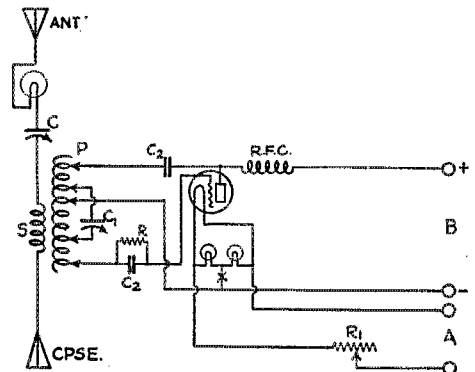 ANT.
C
P
C2
R.F.C.
+
S
C1
R
B
C2
X
-
R1
A
CPSE.